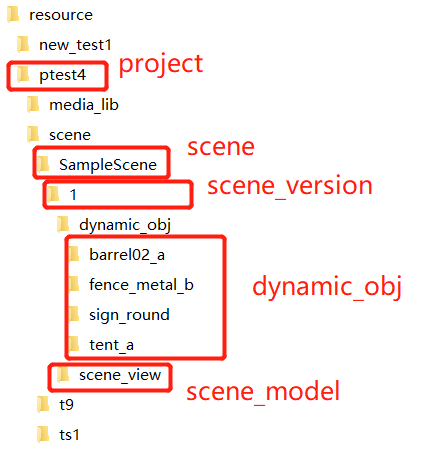 resource
new_test1
ptest4 project
media_lib
scene
SampleScene scene
1 scene_version
dynamic_obj
barrel02_a
fence_metal_b dynamic_obj
sign_round
tent_a
scene_view scene_model
t9
ts1